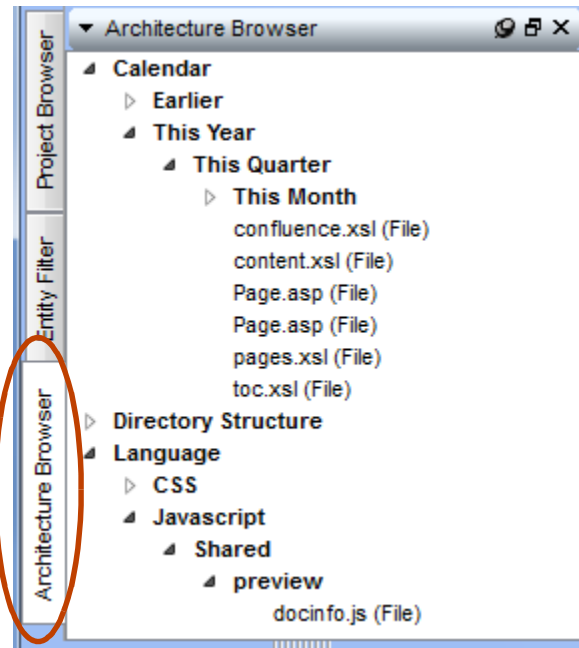 Project Browser
Entity Filter
Architecture Browser
Architecture Browser
Calendar
Earlier
This Year
This Quarter
This Month
confluence.xsl (File)
content.xsl (File)
Page.asp (File)
Page.asp (File)
pages.xsl (File)
toc.xsl (File)
Directory Structure
Language
CSS
Javascript
Shared
preview
docinfo.js (File)